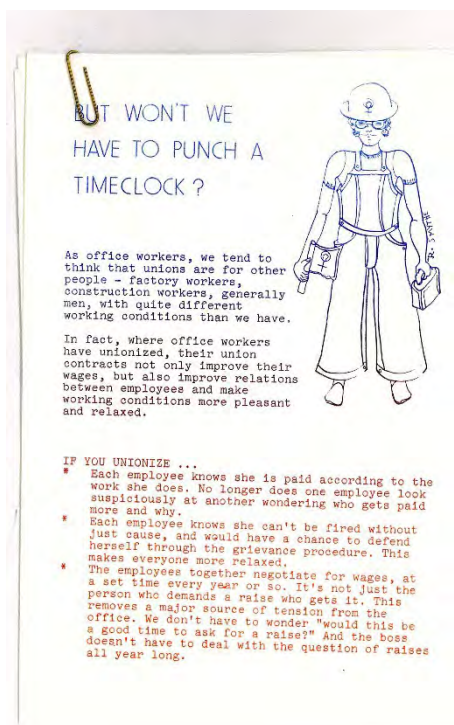 BUT WON'T WE
HAVE TO PUNCH A
TIMECLOCK ?
As office workers, we tend to
think that unions are for other
people - factory workers,
construction workers, generally
men, with quite different
working conditions than we have.
In fact, where office workers
have unionized, their union
contracts not only improve their
wages, but also improve relations
between employees and make
working conditions more pleasant
and relaxed.
IF YOU UNIONIZE ...
* Each employee knows she is paid according to the
work she does. No longer does one employee look
suspiciously at another wondering who gets paid
more and why.
* Each employee knows she can't be fired without
just cause, and would have a chance to defend
herself through the grievance procedure. This
makes everyone more relaxed.
* The employees together negotiate for wages, at
a set time every year or so. It's not just the
person who demands a raise who gets it. This
removes a major source of tension from the
office. We don't have to wonder "would this be
a good time to ask for a raise?" And the boss
doesn't have to deal with the question of raises
all year long.